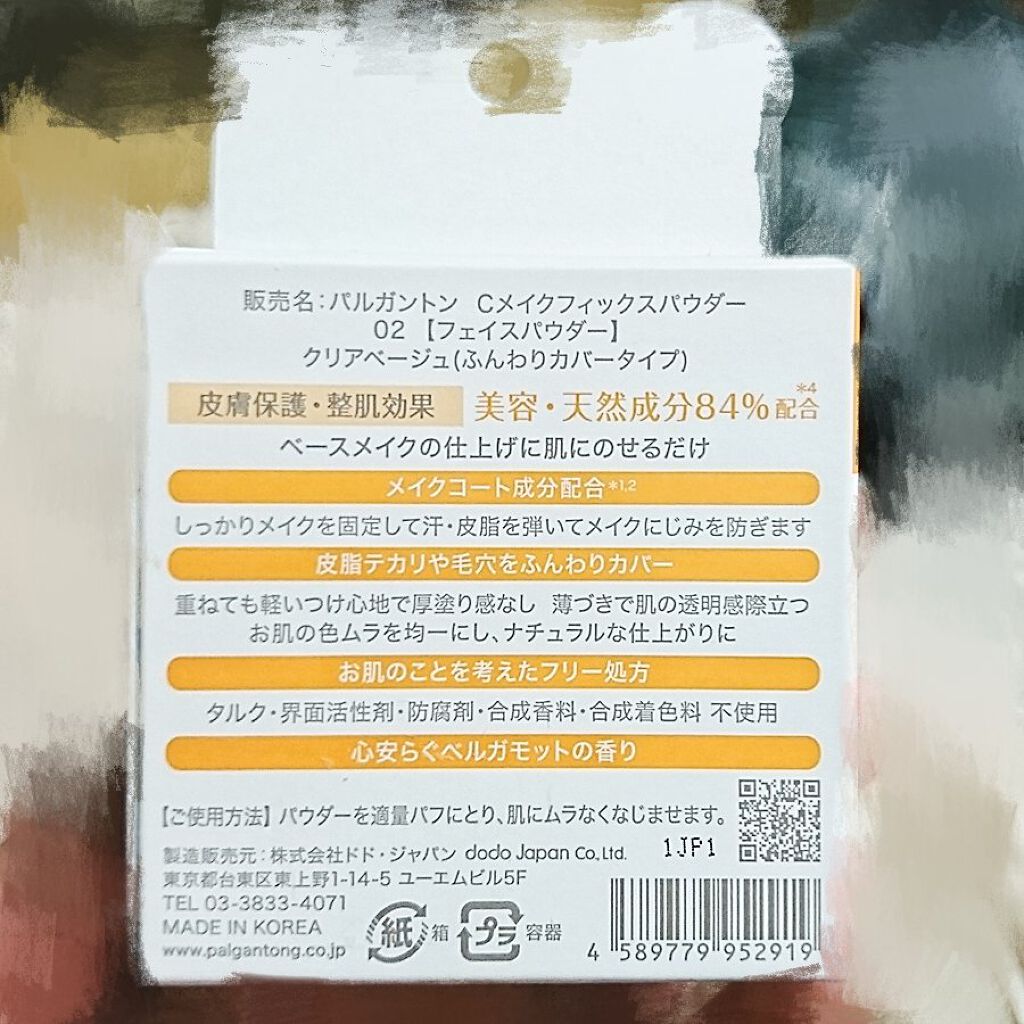 販売名:パルガントン Cメイクフィックスパウダー
02 【フェイスパウダー】
クリアベージュ(ふんわりカバータイプ)
皮膚保護・整肌効果 美容・天然成分84%配合*4
ベースメイクの仕上げに肌にのせるだけ
メイクコート成分配合*1,2
しっかりメイクを固定して汗・皮脂を弾いてメイクにじみを防ぎます
皮脂テカリや毛穴をふんわりカバー
重ねても軽いつけ心地で厚塗り感なし 薄づきで肌の透明感際立つ
お肌の色ムラを均一にし、ナチュラルな仕上がりに
お肌のことを考えたフリー処方
タルク・界面活性剤・防腐剤・合成香料・合成着色料 不使用
心安らぐベルガモットの香り
【ご使用方法】パウダーを適量パフにとり、肌にムラなくなじませます。
製造販売元:株式会社ドド・ジャパン dodo Japan Co., Ltd. 1JP1
東京都台東区東上野1-14-5 ユーエムビル5F
TEL 03-3833-4071
MADE IN KOREA
www.palgantong.co.jp
紙 箱 プラ 容器
4 589779 952919